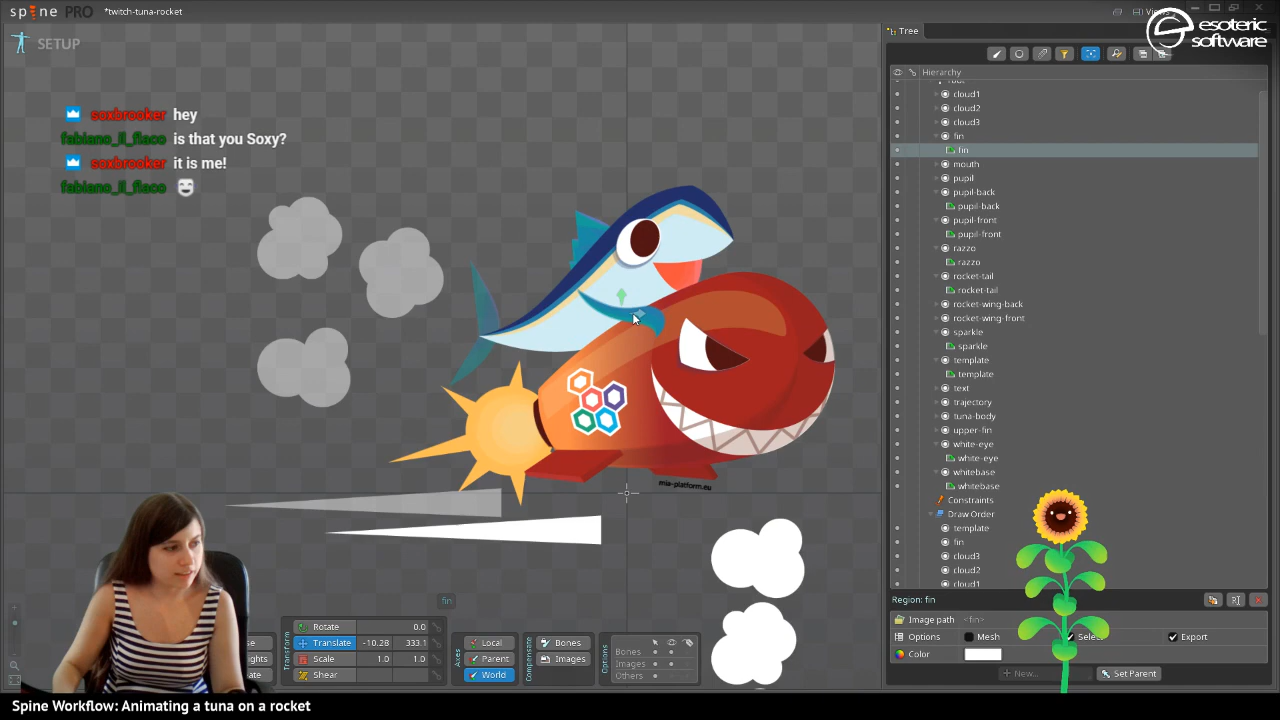 spine PRO
*twitch-tuna-rocket
Views
esoteric
software
SETUP
Tree
Hierarchy
soxbrooker hey
fabiano_il_flaco is that you Soxy?
soxbrooker it is me!
fabiano_il_flaco
cloud1
cloud2
cloud3
fin
fin
mouth
pupil
pupil-back
pupil-back
pupil-front
pupil-front
razzo
razzo
rocket-tail
rocket-tail
rocket-wing-back
rocket-wing-front
sparkle
sparkle
template
template
text
trajectory
tuna-body
upper-fin
white-eye
white-eye
whitebase
whitebase
Constraints
Draw Order
template
fin
cloud3
cloud2
cloud1
mia-platform.eu
fin
Transform
Rotate 0.0
Translate -10.28 333.1
Scale 1.0 1.0
Shear
Axes
Local
Parent
World
Compensate
Bones
Images
Options
Bones
Images
Others
Region: fin
Image path <fin>
Options Mesh Select Export
Color
New...
Set Parent
Spine Workflow: Animating a tuna on a rocket